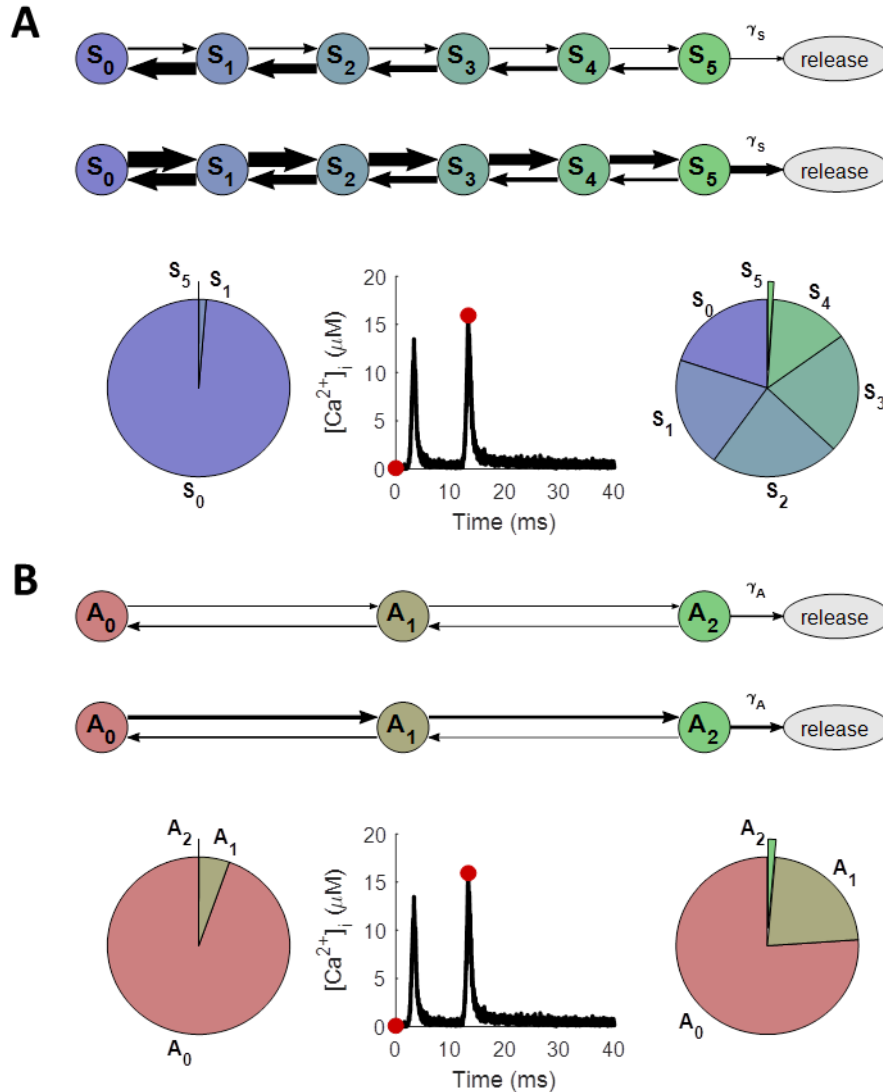 A
S0 S1 S2 S3 S4 S5 γS release
S0 S1 S2 S3 S4 S5 γS release
S5 S1
S0
20
15
10
5
0
[Ca2+]i (μM)
0 10 20 30 40
Time (ms)
S5
S0 S4
S3
S1
S2
B
A0 A1 A2 γA release
A0 A1 A2 γA release
A2 A1
A0
20
15
10
5
0
[Ca2+]i (μM)
0 10 20 30 40
Time (ms)
A2
A1
A0